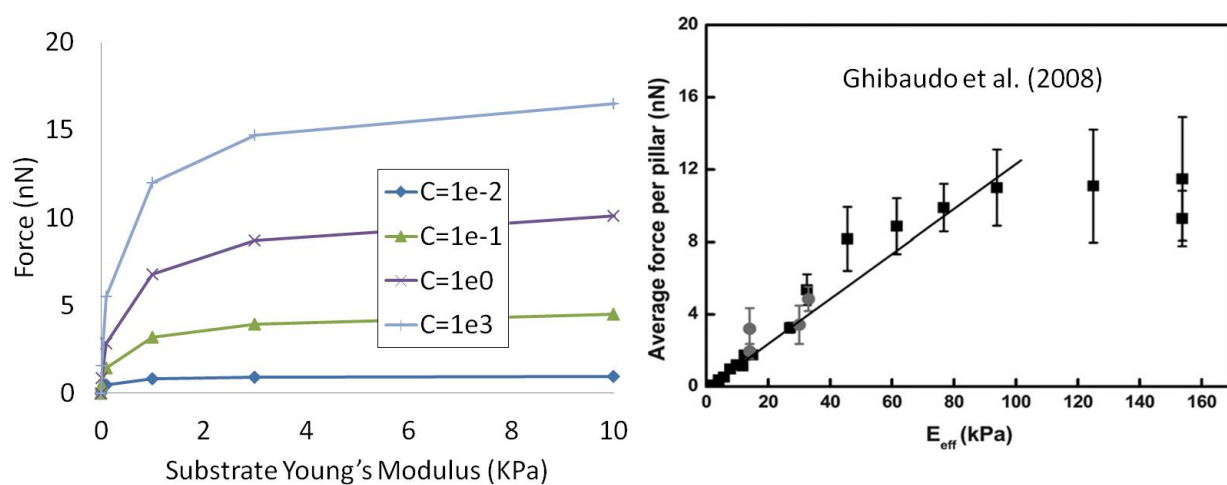 20
15
10
5
0
Force (nN)
0 2 4 6 8 10
Substrate Young's Modulus (KPa)
C=1e-2
C=1e-1
C=1e0
C=1e3
20
16
12
8
4
0
Average force per pillar (nN)
Ghibaudo et al. (2008)
0 20 40 60 80 100 120 140 160
Eeff (kPa)